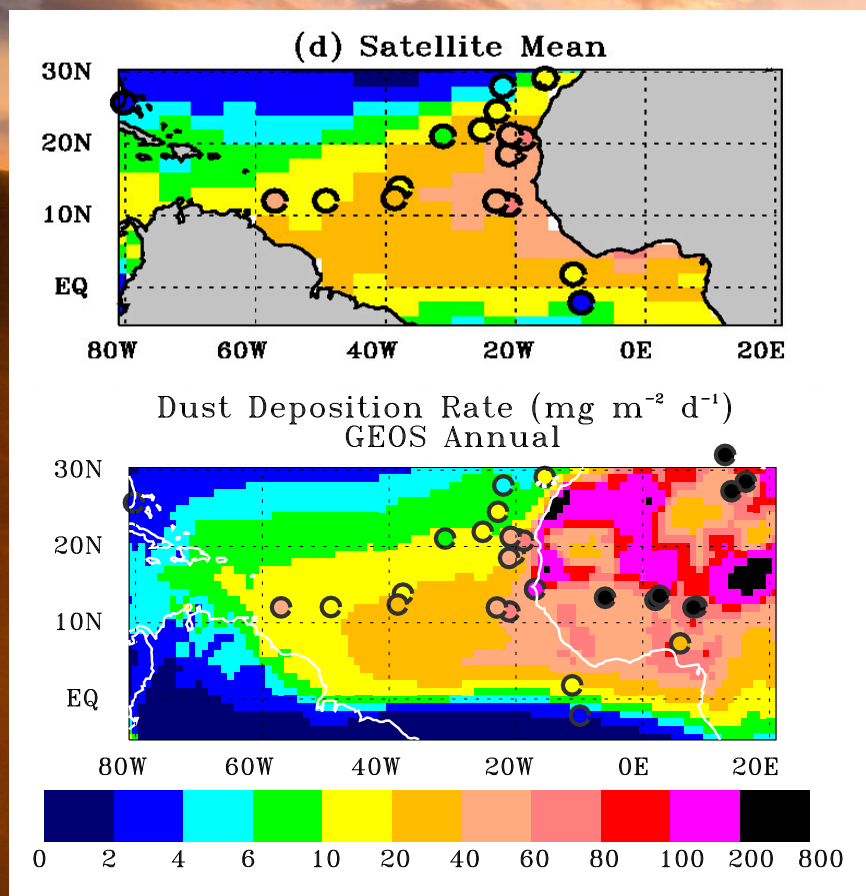 (d) Satellite Mean
30N
20N
10N
EQ
80W 60W 40W 20W 0E 20E
Dust Deposition Rate (mg m⁻² d⁻¹)
GEOS Annual
30N
20N
10N
EQ
80W 60W 40W 20W 0E 20E
0 2 4 6 10 20 40 60 80 100 200 800